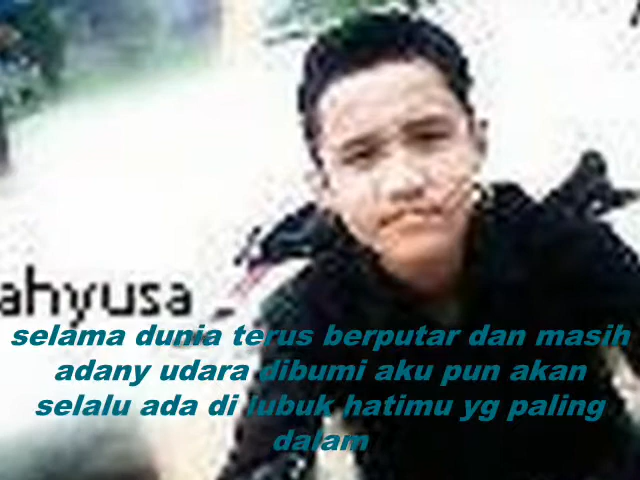 ahyusa
selama dunia terus berputar dan masih
adany udara dibumi aku pun akan
selalu ada di lubuk hatimu yg paling
dalam